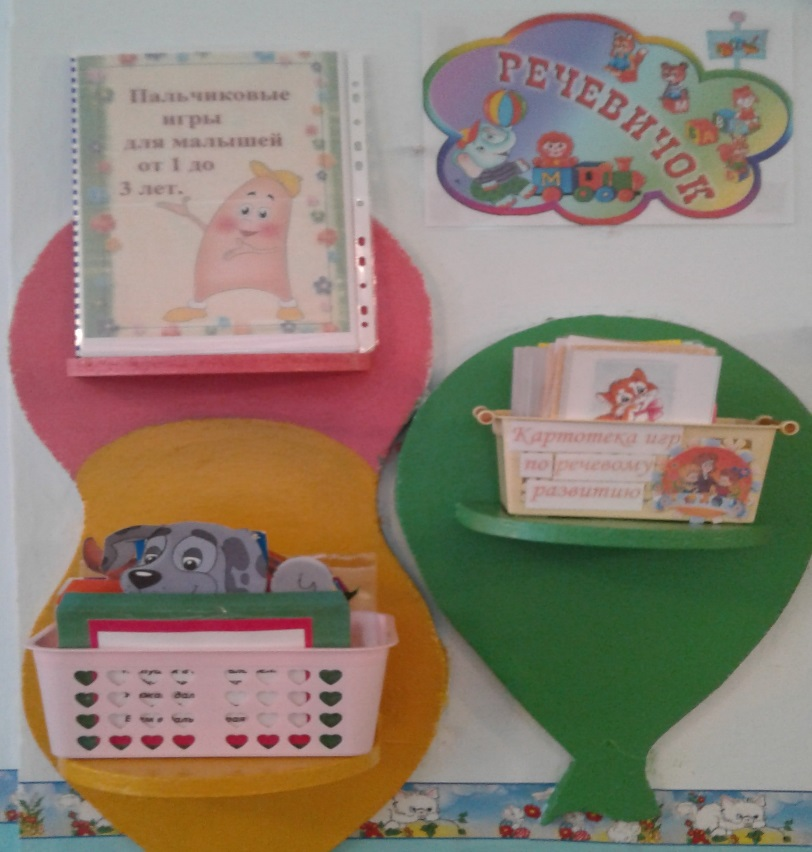 Пальчиковые
игры
для малышей
от 1 до
3 лет.
РЕЧЕВИЧОК
М
Картотека игр
по речевому
развитию